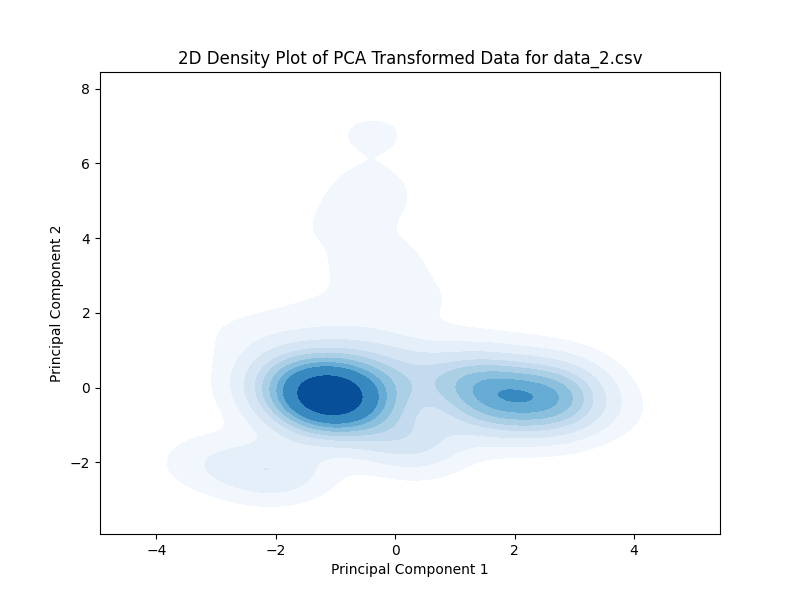 2D Density Plot of PCA Transformed Data for data_2.csv
8
6
4
2
0
−2
Principal Component 2
−4 −2 0 2 4
Principal Component 1